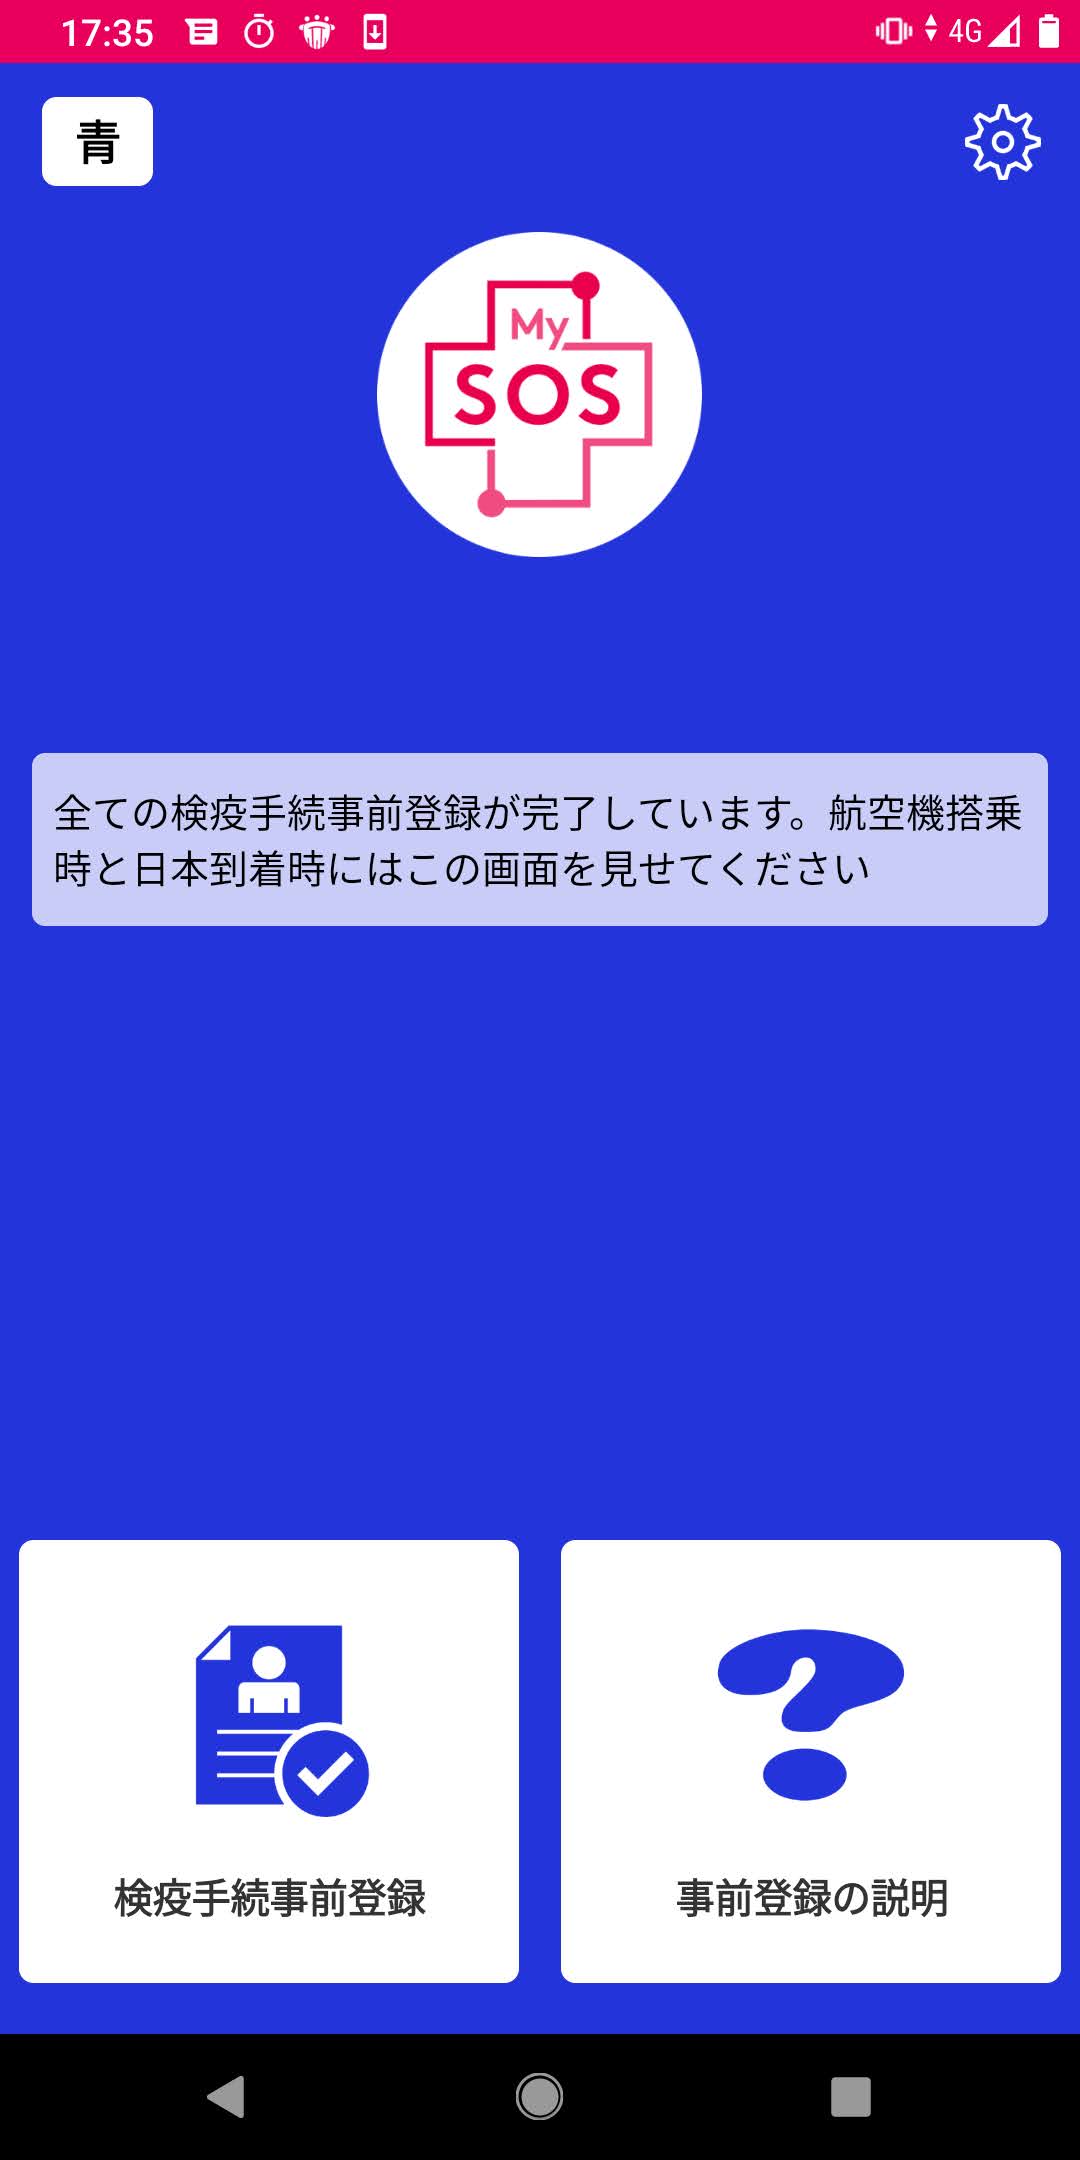 17:35
4G
青
My
SOS
全ての検疫手続事前登録が完了しています。航空機搭乗
時と日本到着時にはこの画面を見せてください
検疫手続事前登録
事前登録の説明